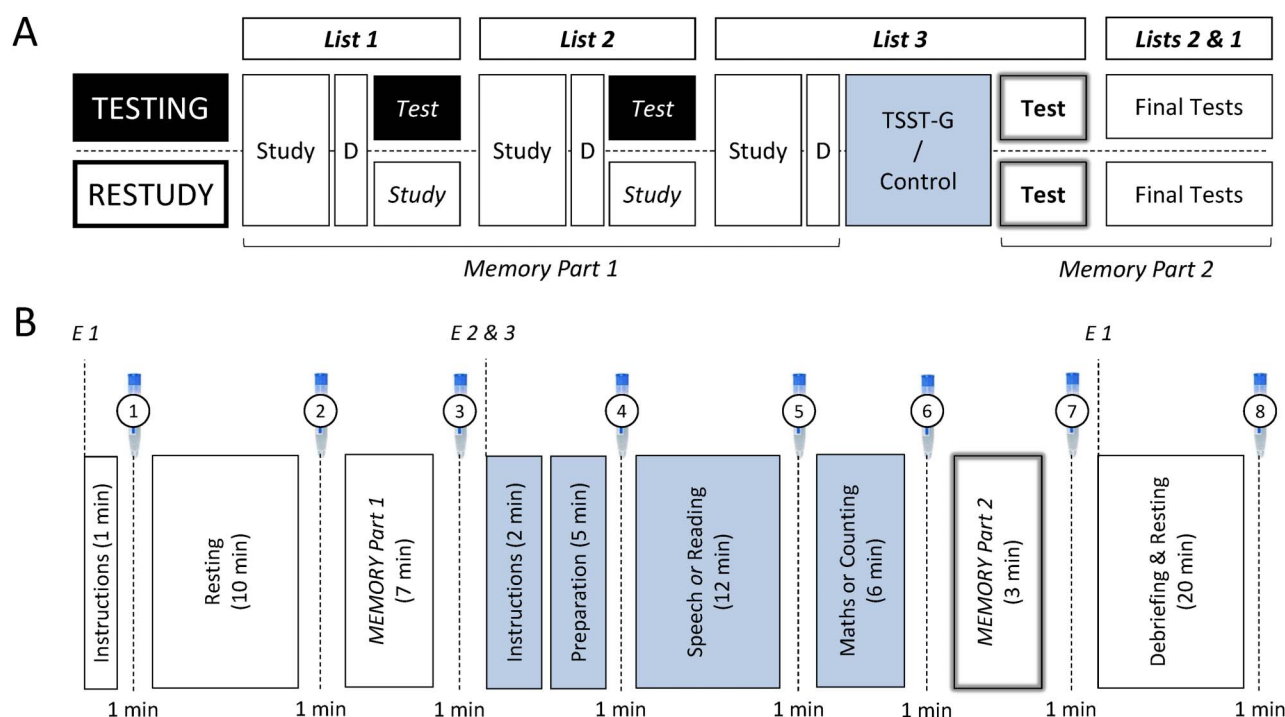 A
List 1
List 2
List 3
Lists 2 & 1
TESTING
RESTUDY
Study
D
Test
Study
Study
D
Test
Study
Study
D
TSST-G
/
Control
Test
Test
Final Tests
Final Tests
Memory Part 1
Memory Part 2
B
E 1
E 2 & 3
E 1
1
2
3
4
5
6
7
8
Instructions (1 min)
Resting
(10 min)
MEMORY Part 1
(7 min)
Instructions (2 min)
Preparation (5 min)
Speech or Reading
(12 min)
Maths or Counting
(6 min)
MEMORY Part 2
(3 min)
Debriefing & Resting
(20 min)
1 min
1 min
1 min
1 min
1 min
1 min
1 min
1 min